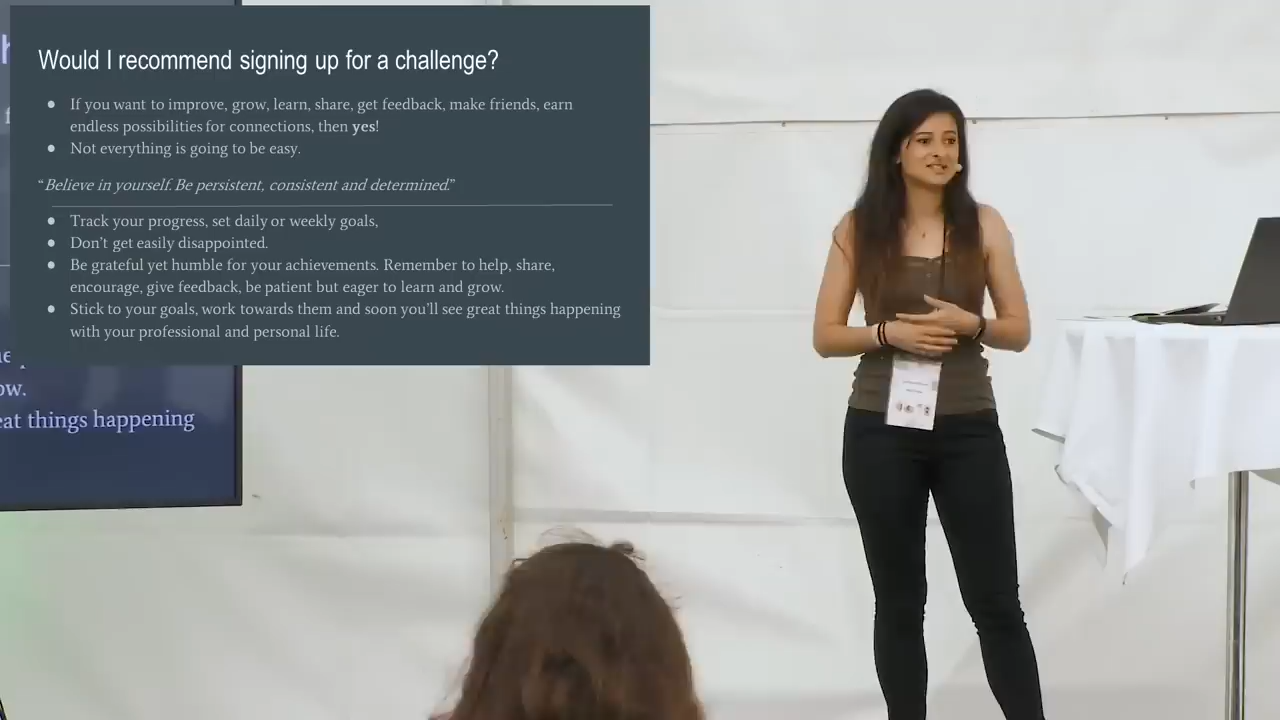 Would I recommend signing up for a challenge?
● If you want to improve, grow, learn, share, get feedback, make friends, earn
endless possibilities for connections, then yes!
● Not everything is going to be easy.
“Believe in yourself. Be persistent, consistent and determined.”
● Track your progress, set daily or weekly goals,
● Don't get easily disappointed.
● Be grateful yet humble for your achievements. Remember to help, share,
encourage, give feedback, be patient but eager to learn and grow.
● Stick to your goals, work towards them and soon you'll see great things happening
with your professional and personal life.
ow.
eat things happening